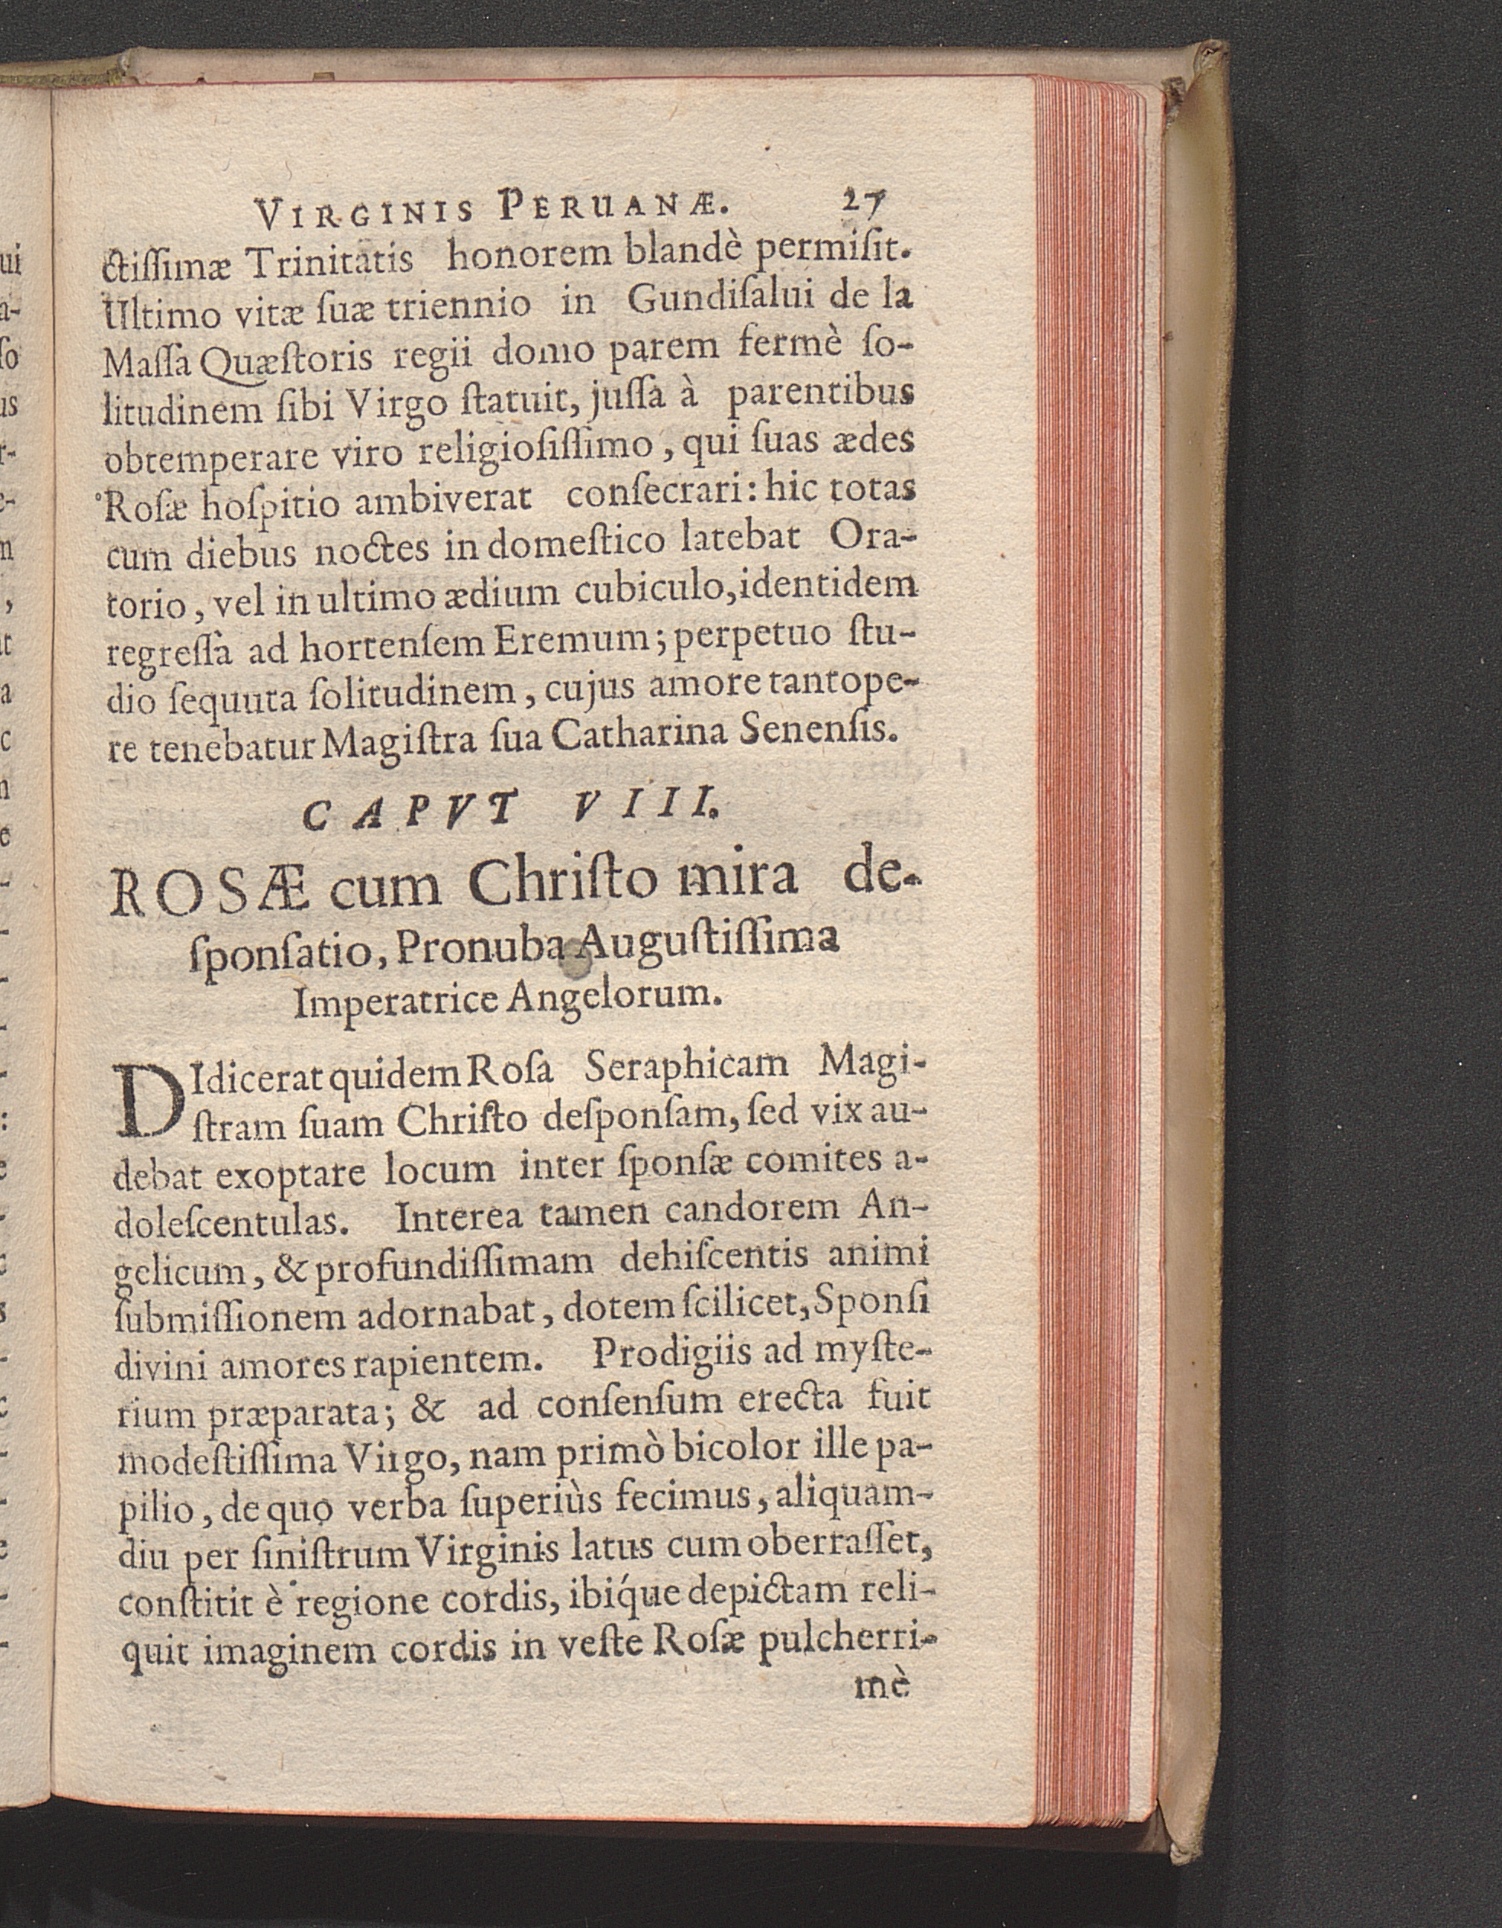 VIRGINIS PERUANÆ. 27
ctiſſimæ Trinitatis honorem blandè permiſit.
Ultimo vitæ ſuæ triennio in Gundiſalui de la
Maſſa Quæſtoris regii domo parem fermè ſo-
litudinem ſibi Virgo ſtatuit, juſſa à parentibus
obtemperare viro religioſiſſimo, qui ſuas ædes
Roſæ hoſpitio ambiverat conſecrari: hic totas
cum diebus noctes in domeſtico latebat Ora-
torio, vel in ultimo ædium cubiculo, identidem
regreſſa ad hortenſem Eremum; perpetuo ſtu-
dio ſequuta ſolitudinem, cujus amore tantope-
re tenebatur Magiſtra ſua Catharina Senenſis.
CAPVT VIII.
ROSÆ cum Chriſto mira de-
ſponſatio, Pronuba Auguſtiſſima
Imperatrice Angelorum.
DIdicerat quidem Roſa Seraphicam Magi-
ſtram ſuam Chriſto deſponſam, ſed vix au-
debat exoptare locum inter ſponſæ comites a-
doleſcentulas. Interea tamen candorem An-
gelicum, & profundiſſimam dehiſcentis animi
ſubmiſſionem adornabat, dotem ſcilicet, Sponſi
divini amores rapientem. Prodigiis ad myſte-
rium præparata; & ad conſenſum erecta fuit
modeſtiſſima Virgo, nam primò bicolor ille pa-
pilio, de quo verba ſuperiùs fecimus, aliquam-
diu per ſiniſtrum Virginis latus cum oberraſſet,
conſtitit è regione cordis, ibíque depictam reli-
quit imaginem cordis in veſte Roſæ pulcherri-
mè